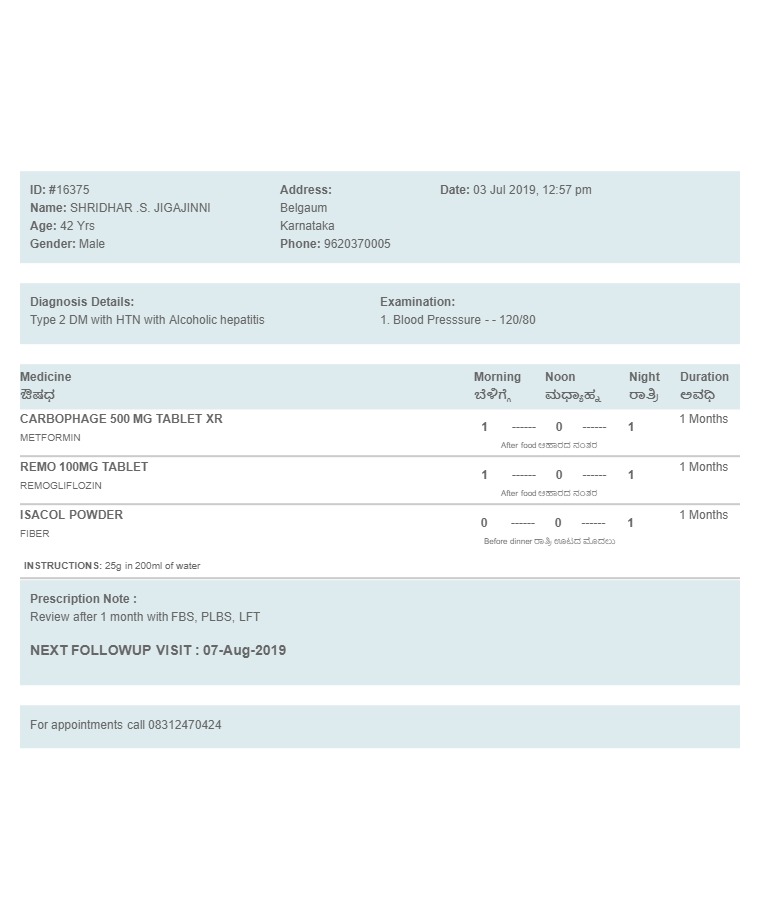 ID: #16375
Name: SHRIDHAR .S. JIGAJINNI
Age: 42 Yrs
Gender: Male
Address:
Belgaum
Karnataka
Phone: 9620370005
Date: 03 Jul 2019, 12:57 pm
Diagnosis Details:
Type 2 DM with HTN with Alcoholic hepatitis
Examination:
1. Blood Presssure - - 120/80
Medicine Morning Noon Night Duration
ಔಷಧ ಬೆಳಿಗ್ಗೆ ಮಧ್ಯಾಹ್ನ ರಾತ್ರಿ ಅವಧಿ
CARBOPHAGE 500 MG TABLET XR 1 ------ 0 ------ 1 1 Months
METFORMIN
After food ಆಹಾರದ ನಂತರ
REMO 100MG TABLET 1 ------ 0 ------ 1 1 Months
REMOGLIFLOZIN
After food ಆಹಾರದ ನಂತರ
ISACOL POWDER 0 ------ 0 ------ 1 1 Months
FIBER
Before dinner ರಾತ್ರಿ ಊಟದ ಮೊದಲು
INSTRUCTIONS: 25g in 200ml of water
Prescription Note :
Review after 1 month with FBS, PLBS, LFT
NEXT FOLLOWUP VISIT : 07-Aug-2019
For appointments call 08312470424